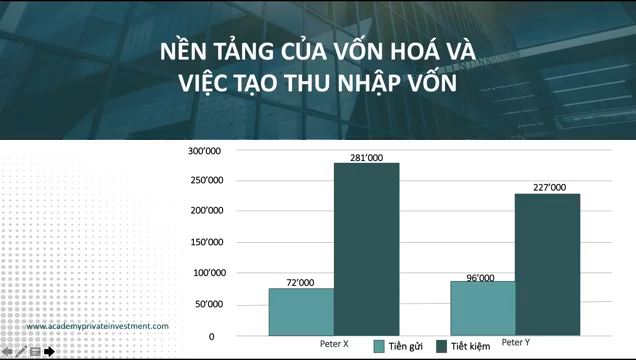 NỀN TẢNG CỦA VỐN HOÁ VÀ
VIỆC TẠO THU NHẬP VỐN
300’000
250’000
200’000
150’000
100’000
50’000
0
281’000
227’000
72’000
96’000
Peter X
Peter Y
Tiền gửi
Tiết kiệm
www.academyprivateinvestment.com